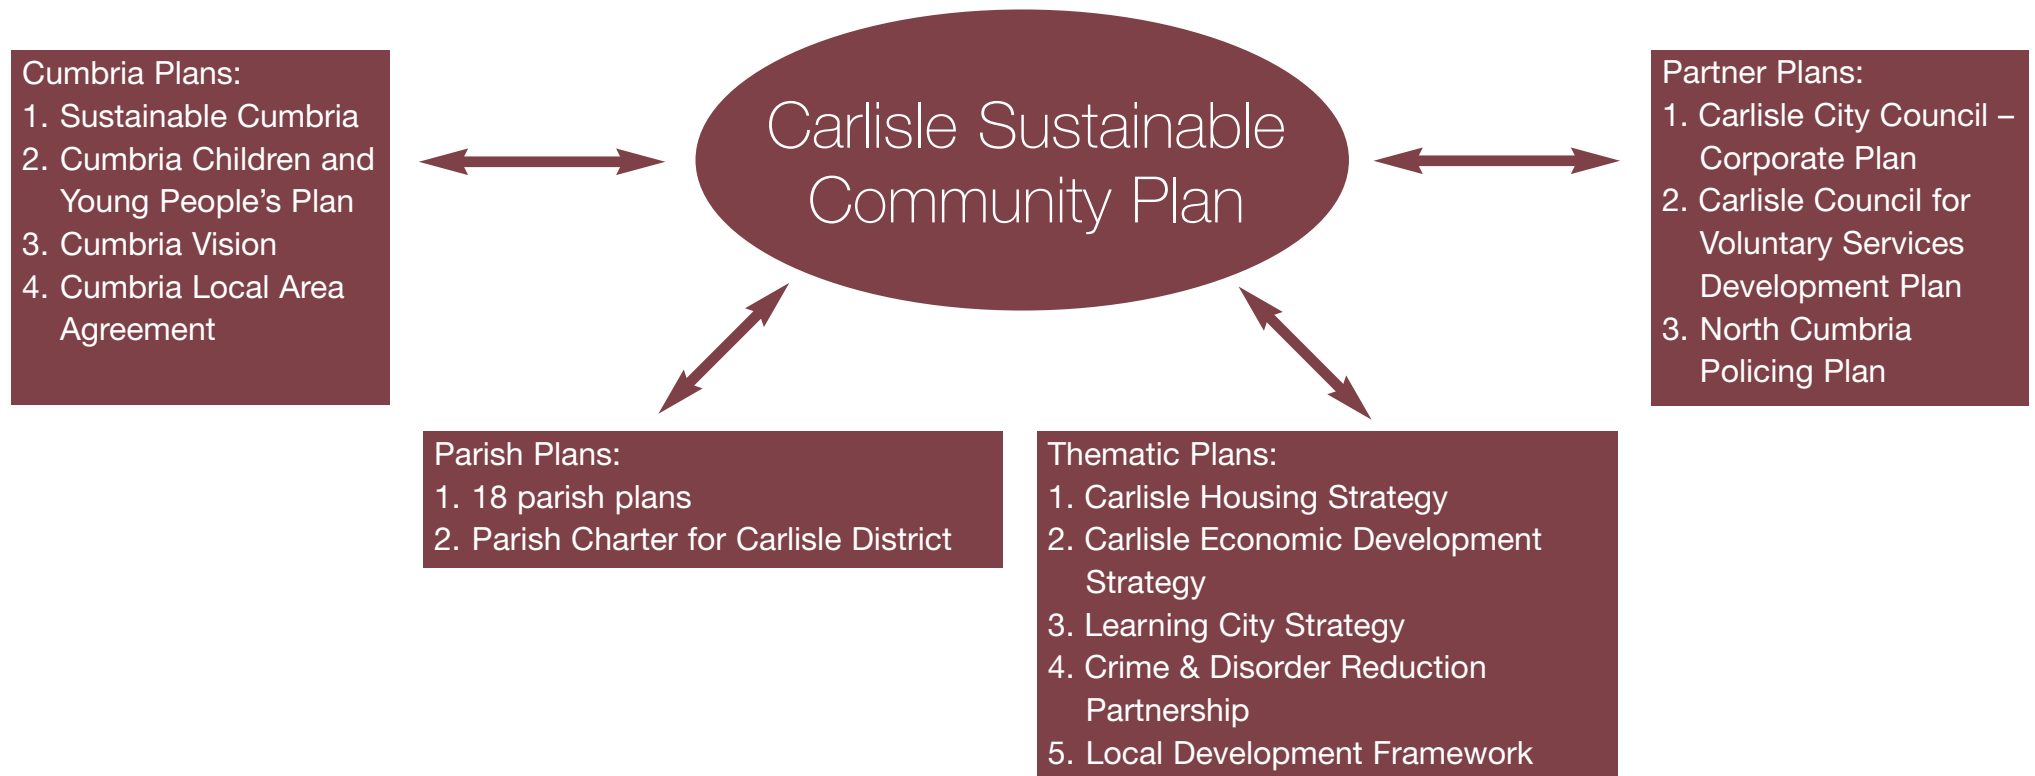 Carlisle Sustainable
Community Plan
Cumbria Plans:
1. Sustainable Cumbria
2. Cumbria Children and
Young People’s Plan
3. Cumbria Vision
4. Cumbria Local Area
Agreement
Parish Plans:
1. 18 parish plans
2. Parish Charter for Carlisle District
Thematic Plans:
1. Carlisle Housing Strategy
2. Carlisle Economic Development
Strategy
3. Learning City Strategy
4. Crime & Disorder Reduction
Partnership
5. Local Development Framework
Partner Plans:
1. Carlisle City Council –
Corporate Plan
2. Carlisle Council for
Voluntary Services
Development Plan
3. North Cumbria
Policing Plan